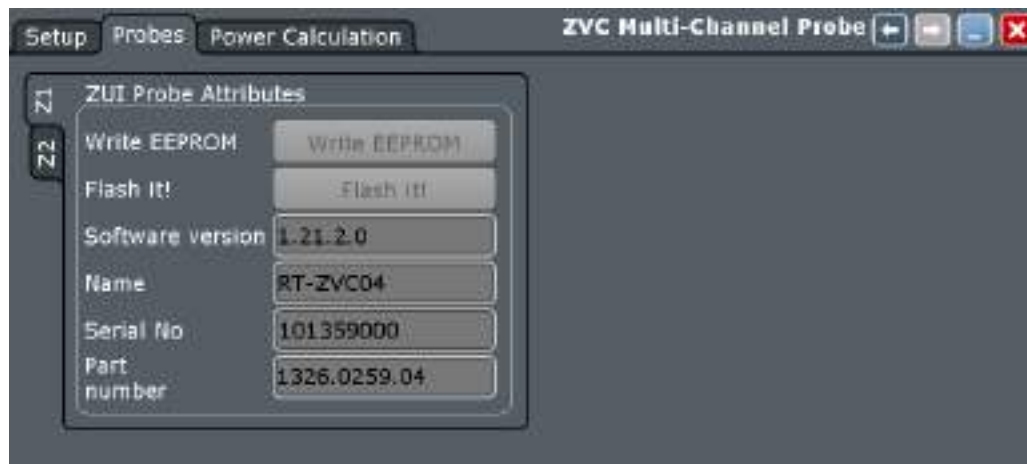 Setup Probes Power Calculation ZVC Multi-Channel Probe
Z1
Z2
ZUI Probe Attributes
Write EEPROM Write EEPROM
Flash It! Flash It!
Software version 1.21.2.0
Name RT-ZVC04
Serial No 101359000
Part
number 1326.0259.04